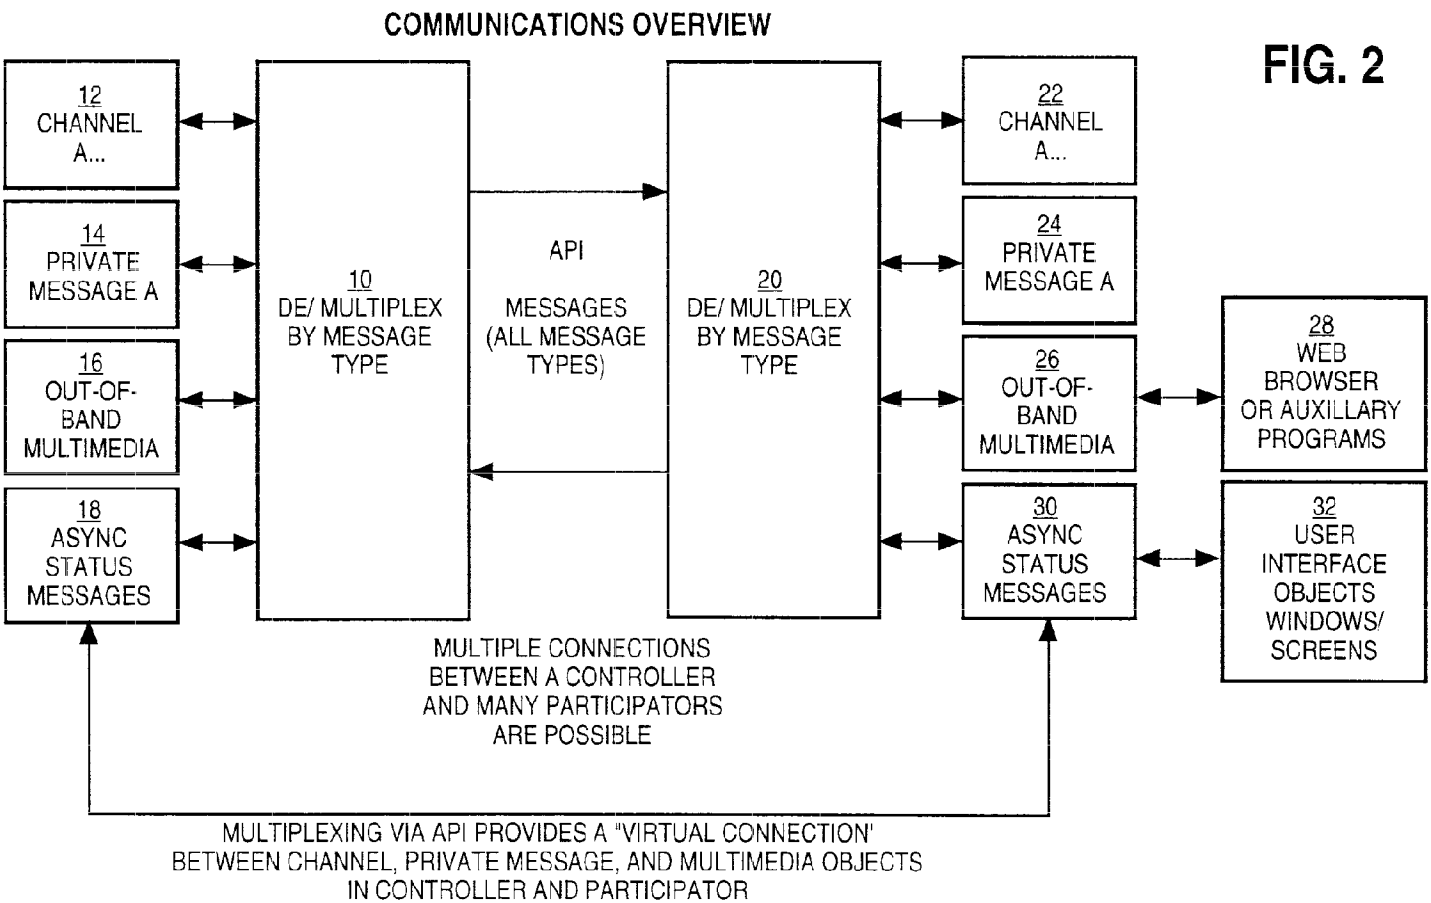 COMMUNICATIONS OVERVIEW
FIG. 2
12
CHANNEL
A...
14
PRIVATE
MESSAGE A
16
OUT-OF-
BAND
MULTIMEDIA
18
ASYNC
STATUS
MESSAGES
10
DE/ MULTIPLEX
BY MESSAGE
TYPE
API
MESSAGES
(ALL MESSAGE
TYPES)
20
DE/ MULTIPLEX
BY MESSAGE
TYPE
22
CHANNEL
A...
24
PRIVATE
MESSAGE A
26
OUT-OF-
BAND
MULTIMEDIA
30
ASYNC
STATUS
MESSAGES
28
WEB
BROWSER
OR AUXILLARY
PROGRAMS
32
USER
INTERFACE
OBJECTS
WINDOWS/
SCREENS
MULTIPLE CONNECTIONS
BETWEEN A CONTROLLER
AND MANY PARTICIPATORS
ARE POSSIBLE
MULTIPLEXING VIA API PROVIDES A "VIRTUAL CONNECTION'
BETWEEN CHANNEL, PRIVATE MESSAGE, AND MULTIMEDIA OBJECTS
IN CONTROLLER AND PARTICIPATOR